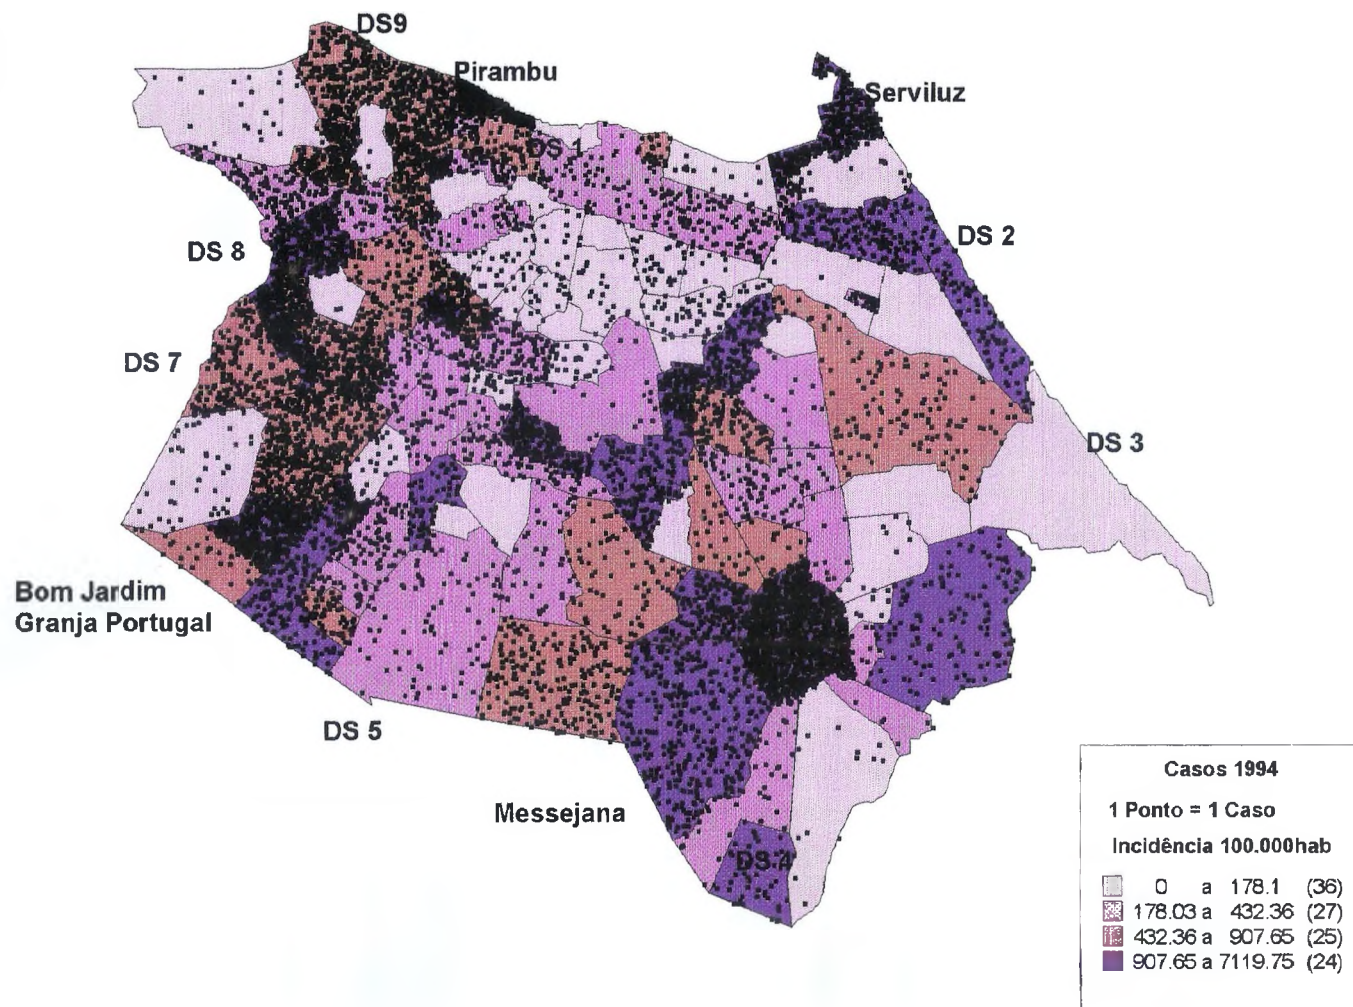 DS9
Pirambu
Serviluz
DS 1
DS 2
DS 8
DS 7
DS 3
Bom Jardim
Granja Portugal
DS 5
Messejana
DS 4
Casos 1994
1 Ponto = 1 Caso
Incidência 100.000hab
0 a 178.1 (36)
178.03 a 432.36 (27)
432.36 a 907.65 (25)
907.65 a 7119.75 (24)